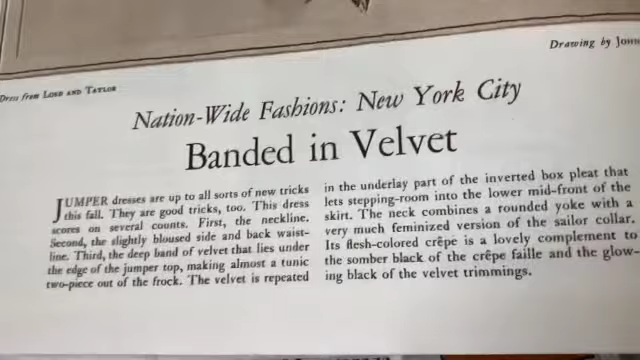 Drawing by John
Dress from LORD AND TAYLOR
Nation-Wide Fashions: New York City
Banded in Velvet
JUMPER dresses are up to all sorts of new tricks
this fall. They are good tricks, too. This dress
scores on several counts. First, the neckline.
Second, the slightly bloused side and back waist-
line. Third, the deep band of velvet that lies under
the edge of the jumper top, making almost a tunic
two-piece out of the frock. The velvet is repeated
in the underlay part of the inverted box pleat that
lets stepping-room into the lower mid-front of the
skirt. The neck combines a rounded yoke with a
very much feminized version of the sailor collar.
Its flesh-colored crêpe is a lovely complement to
the somber black of the crêpe faille and the glow-
ing black of the velvet trimmings.